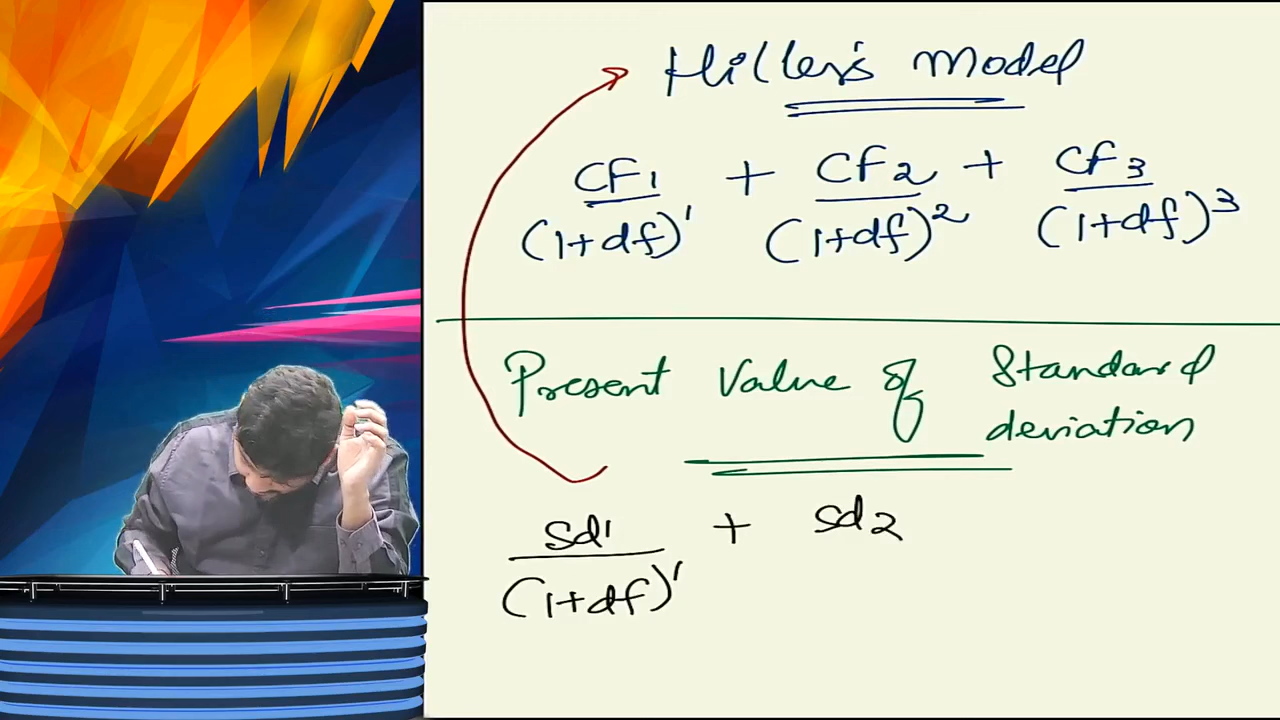 Hiller's model
CF1 + CF2 + CF3
(1+df)1 (1+df)2 (1+df)3
Present Value of Standard
deviation
Sd1 + Sd2
(1+df)1